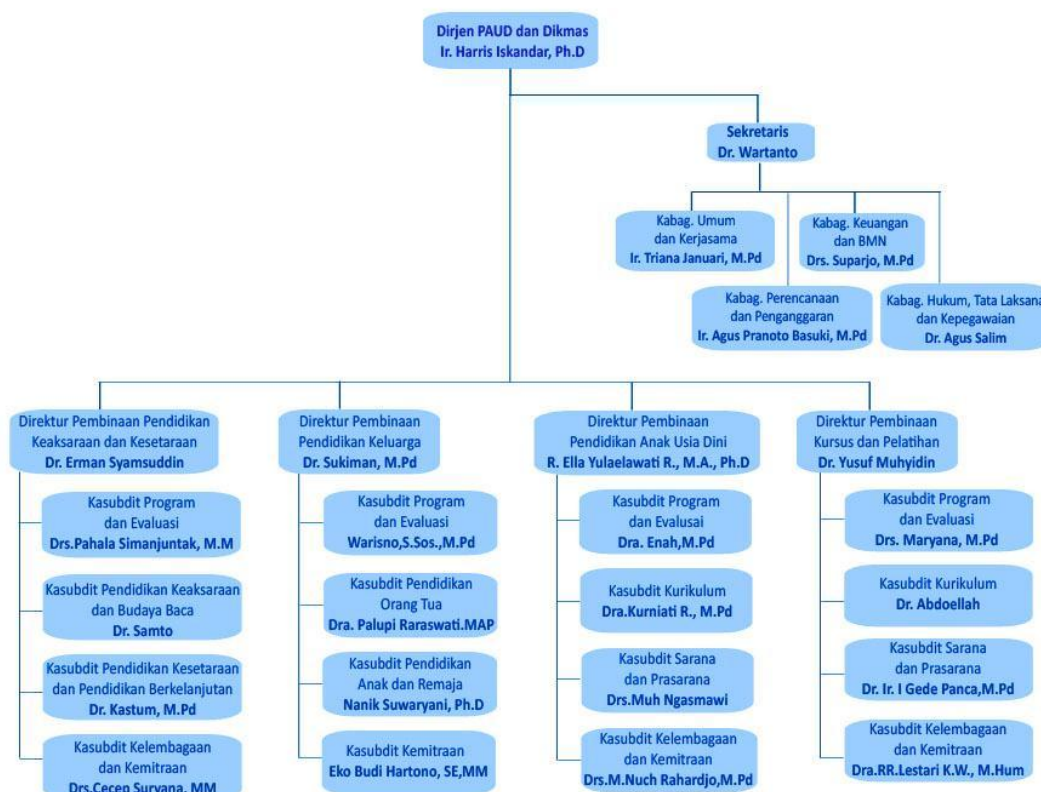 Dirjen PAUD dan Dikmas
Ir. Harris Iskandar, Ph.D
Sekretaris
Dr. Wartanto
Kabag. Umum
dan Kerjasama
Ir. Triana Januari, M.Pd
Kabag. Keuangan
dan BMN
Drs. Suparjo, M.Pd
Kabag. Perencanaan
dan Penganggaran
Ir. Agus Pranoto Basuki, M.Pd
Kabag. Hukum, Tata Laksana
dan Kepegawaian
Dr. Agus Salim
Direktur Pembinaan Pendidikan
Keaksaraan dan Kesetaraan
Dr. Erman Syamsuddin
Kasubdit Program
dan Evaluasi
Drs.Pahala Simanjuntak, M.M
Kasubdit Pendidikan Keaksaraan
dan Budaya Baca
Dr. Samto
Kasubdit Pendidikan Kesetaraan
dan Pendidikan Berkelanjutan
Dr. Kastum, M.Pd
Kasubdit Kelembagaan
dan Kemitraan
Drs.Cecep Suryana, MM
Direktur Pembinaan
Pendidikan Keluarga
Dr. Sukiman, M.Pd
Kasubdit Program
dan Evaluasi
Warisno,S.Sos.,M.Pd
Kasubdit Pendidikan
Orang Tua
Dra. Palupi Raraswati.MAP
Kasubdit Pendidikan
Anak dan Remaja
Nanik Suwaryani, Ph.D
Kasubdit Kemitraan
Eko Budi Hartono, SE,MM
Direktur Pembinaan
Pendidikan Anak Usia Dini
R. Ella Yulaelawati R., M.A., Ph.D
Kasubdit Program
dan Evalusai
Dra. Enah,M.Pd
Kasubdit Kurikulum
Dra.Kurniati R., M.Pd
Kasubdit Sarana
dan Prasarana
Drs.Muh Ngasmawi
Kasubdit Kelembagaan
dan Kemitraan
Drs.M.Nuch Rahardjo,M.Pd
Direktur Pembinaan
Kursus dan Pelatihan
Dr. Yusuf Muhyidin
Kasubdit Program
dan Evaluasi
Drs. Maryana, M.Pd
Kasubdit Kurikulum
Dr. Abdoellah
Kasubdit Sarana
dan Prasarana
Dr. Ir. I Gede Panca,M.Pd
Kasubdit Kelembagaan
dan Kemitraan
Dra.RR.Lestari K.W., M.Hum